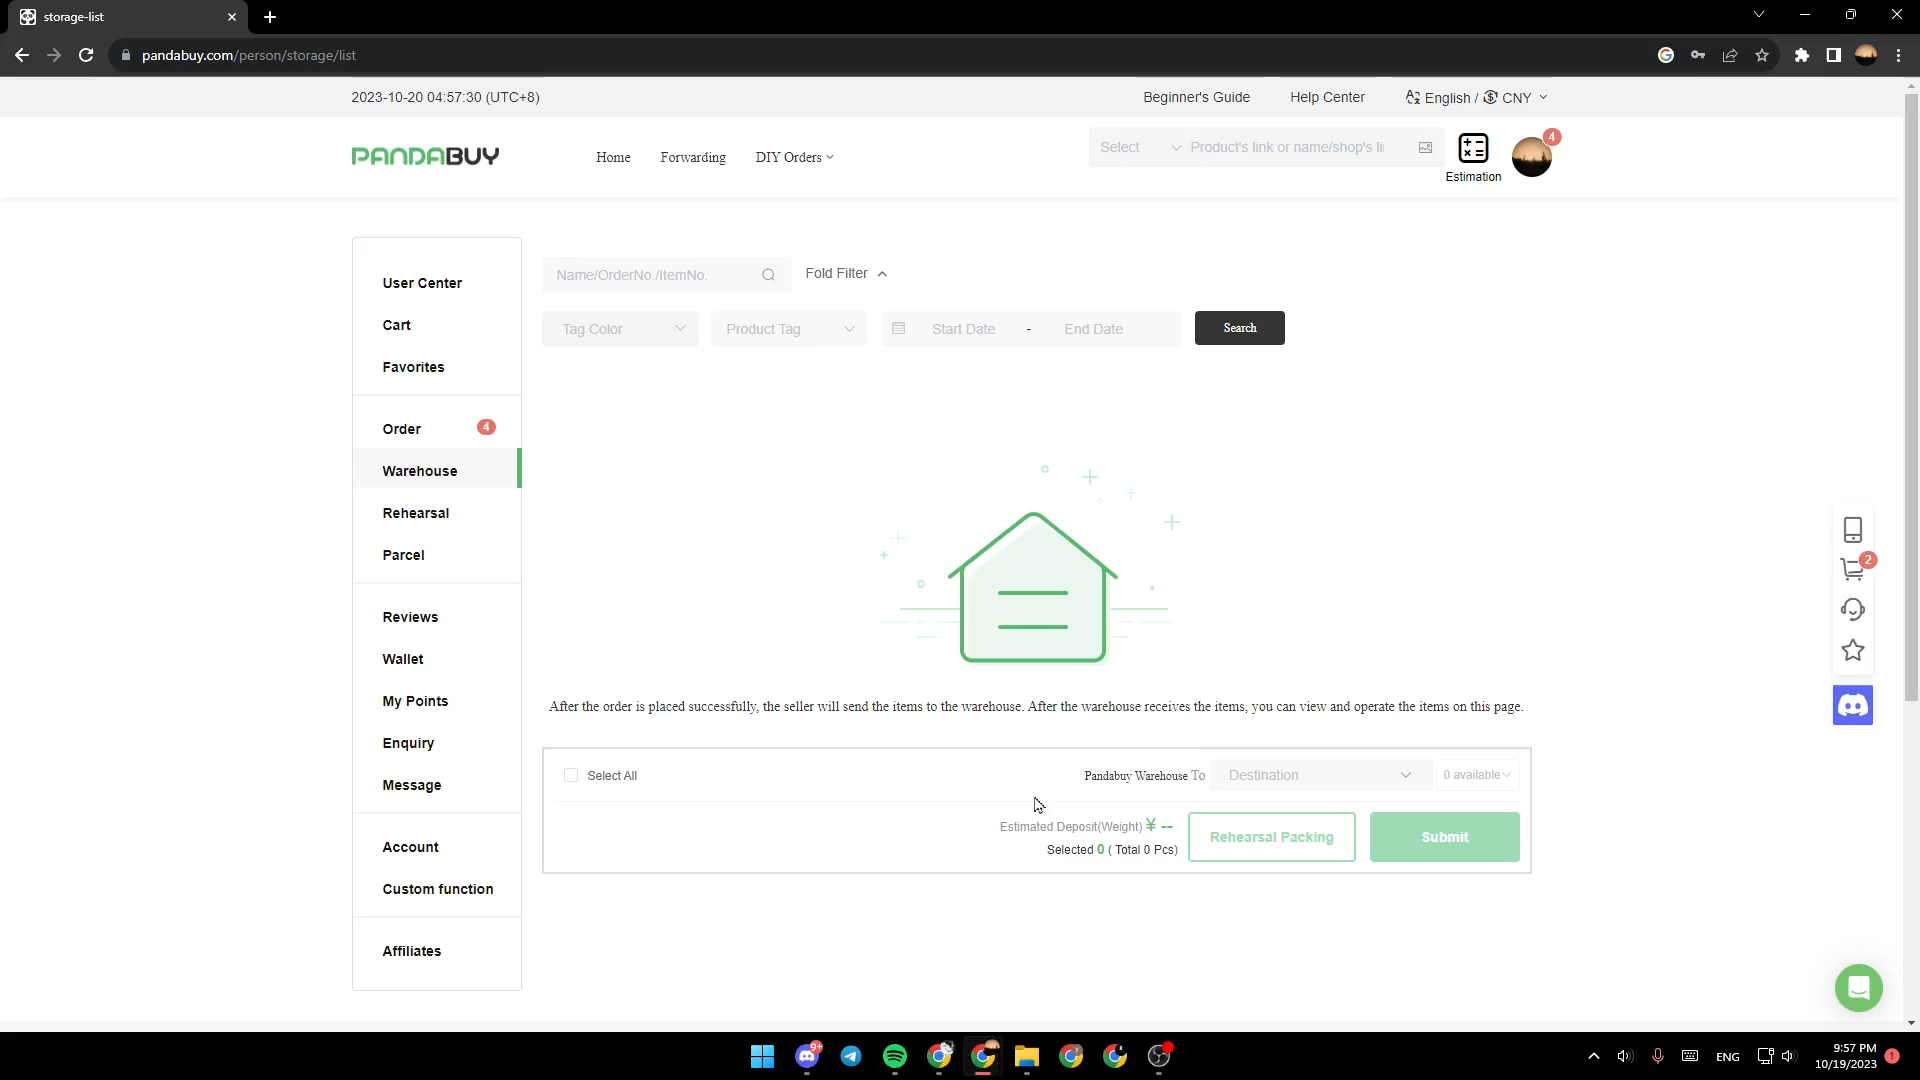 storage-list
pandabuy.com/person/storage/list
2023-10-20 04:57:30 (UTC+8)
Beginner's Guide
Help Center
English / CNY
PANDABUY
Home
Forwarding
DIY Orders
Select
Product's link or name/shop's li
Estimation
4
User Center
Cart
Favorites
Order
4
Warehouse
Rehearsal
Parcel
Reviews
Wallet
My Points
Enquiry
Message
Account
Custom function
Affiliates
Name/OrderNo./ItemNo.
Fold Filter
Tag Color
Product Tag
Start Date
-
End Date
Search
After the order is placed successfully, the seller will send the items to the warehouse. After the warehouse receives the items, you can view and operate the items on this page.
Select All
Pandabuy Warehouse To
Destination
0 available
Estimated Deposit(Weight) ¥ --
Selected 0 ( Total 0 Pcs)
Rehearsal Packing
Submit
2
9+
ENG
9:57 PM
10/19/2023
1